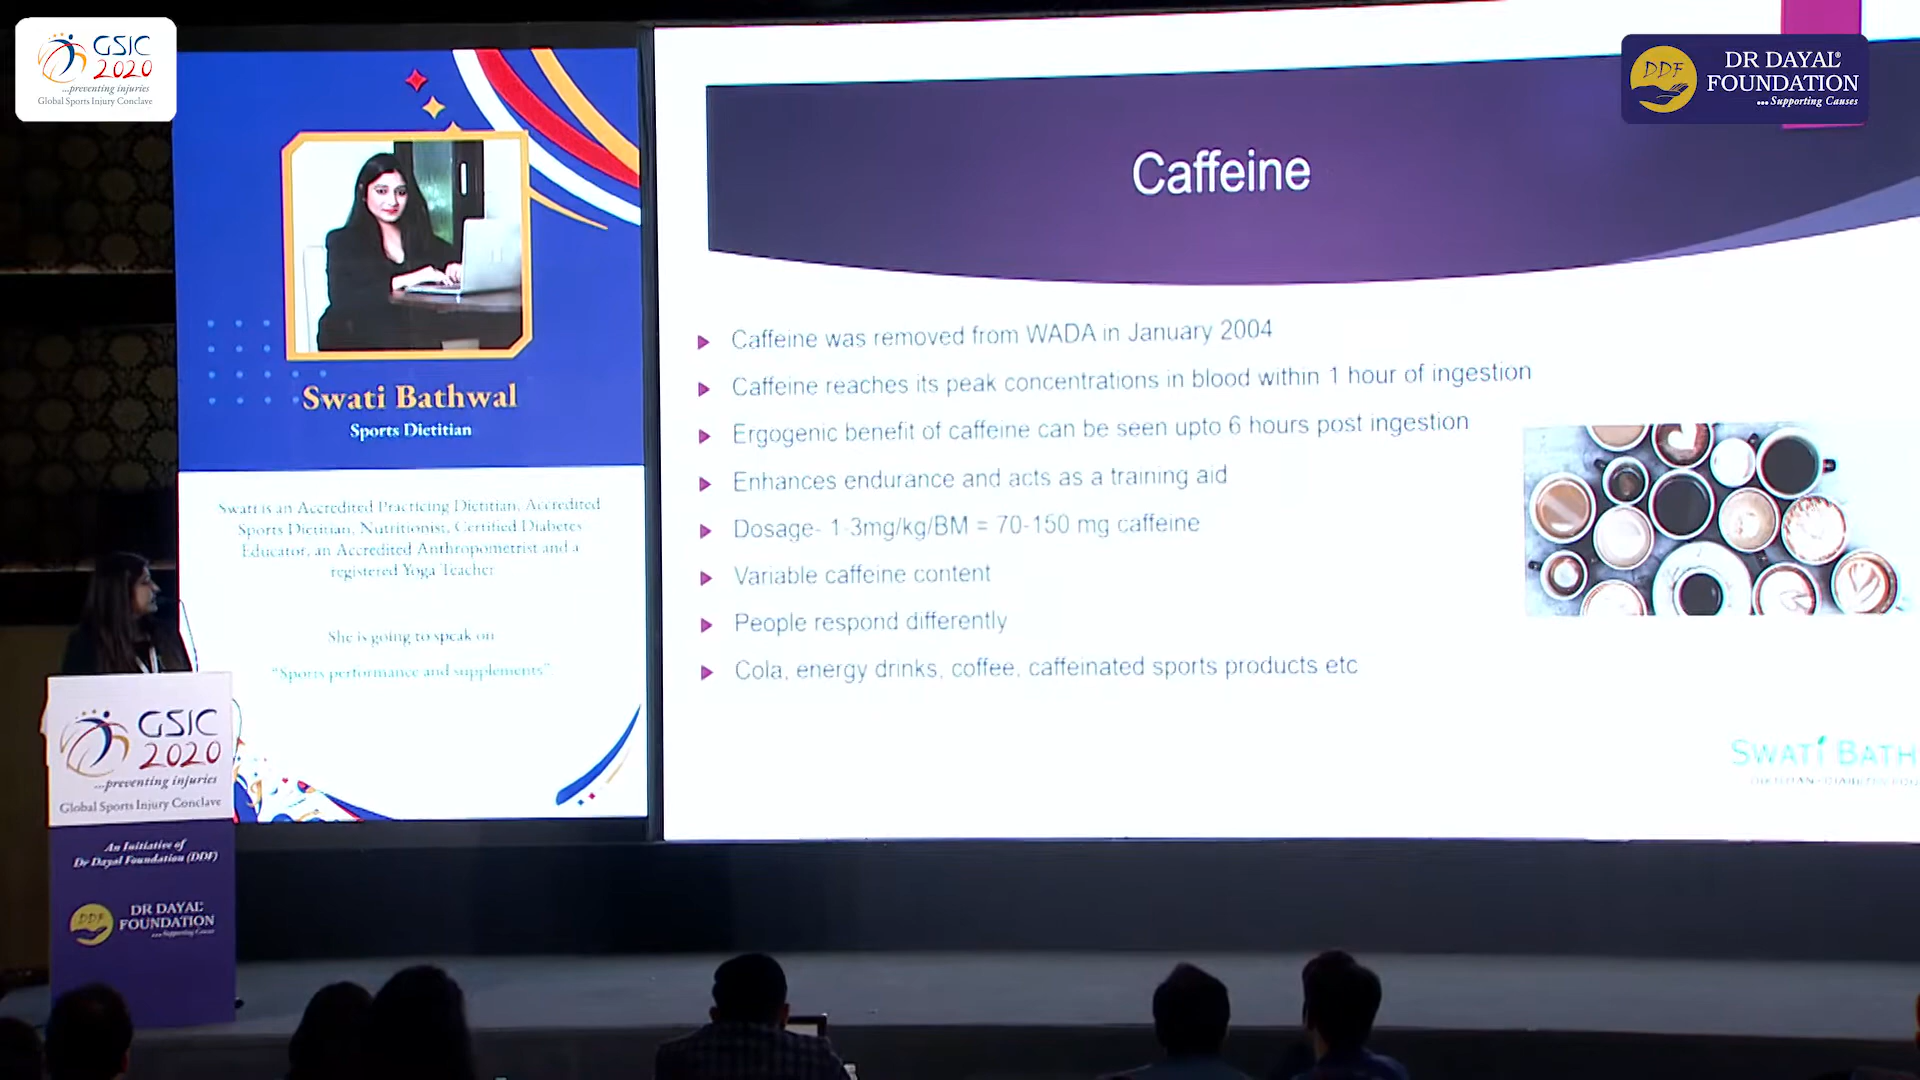 GSIC
2020
...preventing injuries
Global Sports Injury Conclave
DDF
DR DAYAL
FOUNDATION
...Supporting Causes
Swati Bathwal
Sports Dietitian
Swati is an Accredited Practicing Dietitian, Accredited
Sports Dietitian, Nutritionist, Certified Diabetes
Educator, an Accredited Anthropometrist and a
registered Yoga Teacher
She is going to speak on
"Sports performance and supplements"
Caffeine
Caffeine was removed from WADA in January 2004
Caffeine reaches its peak concentrations in blood within 1 hour of ingestion
Ergogenic benefit of caffeine can be seen upto 6 hours post ingestion
Enhances endurance and acts as a training aid
Dosage- 1-3mg/kg/BM = 70-150 mg caffeine
Variable caffeine content
People respond differently
Cola, energy drinks, coffee, caffeinated sports products etc
SWATI BATH
GSIC
2020
...preventing injuries
Global Sports Injury Conclave
An Initiative of
Dr Dayal Foundation (DDF)
DDF
DR DAYAL
FOUNDATION
...Supporting Causes